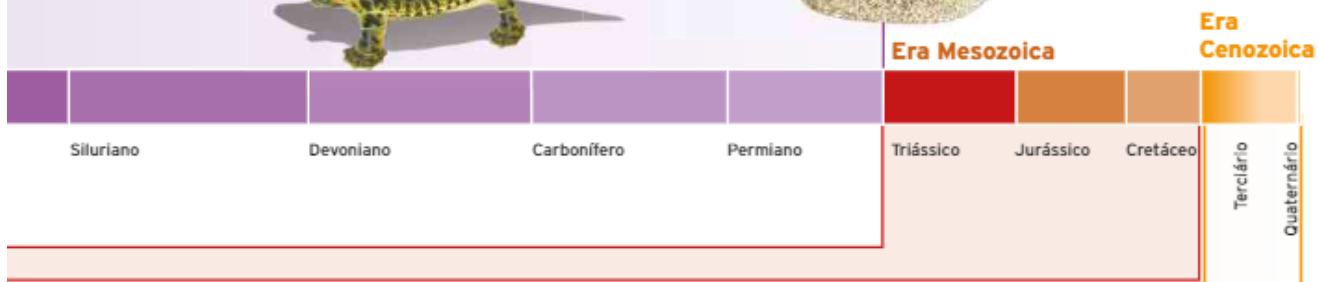 Era Mesozoica
Era
Cenozoica
Siluriano
Devoniano
Carbonífero
Permiano
Triássico
Jurássico
Cretáceo
Terciário
Quaternário